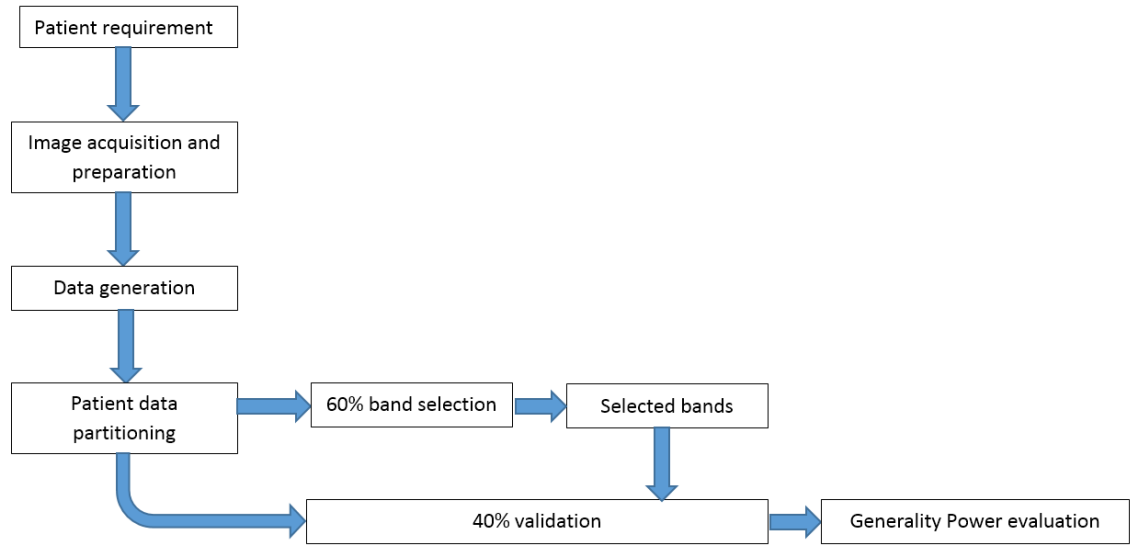 Patient requirement
Image acquisition and
preparation
Data generation
Patient data
partitioning
60% band selection
Selected bands
40% validation
Generality Power evaluation